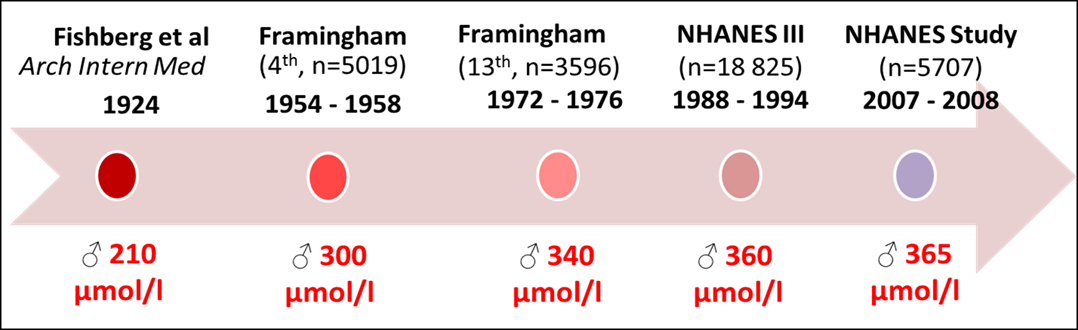 Fishberg et al
Arch Intern Med
1924
Framingham
(4th, n=5019)
1954 - 1958
Framingham
(13th, n=3596)
1972 - 1976
NHANES III
(n=18 825)
1988 - 1994
NHANES Study
(n=5707)
2007 - 2008
♂ 210
µmol/l
♂ 300
µmol/l
♂ 340
µmol/l
♂ 360
µmol/l
♂ 365
µmol/l